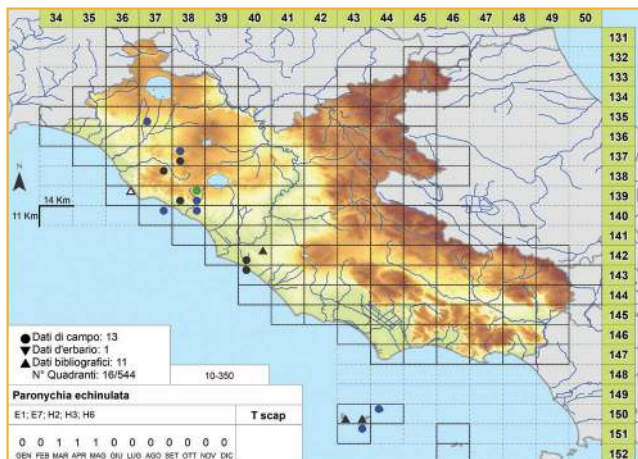 34 35 36 37 38 39 40 41 42 43 44 45 46 47 48 49 50
131
132
133
134
135
136
137
138
139
140
141
142
143
144
145
146
147
148
149
150
151
152
N
14 Km
11 Km
Dati di campo: 13
Dati d'erbario: 1
Dati bibliografici: 11
N° Quadranti: 16/544
10-350
Paronychia echinulata
E1; E7; H2; H3; H6
T scap
0 0 1 1 1 0 0 0 0 0 0 0
GEN FEB MAR APR MAG GIU LUG AGO SET OTT NOV DIC